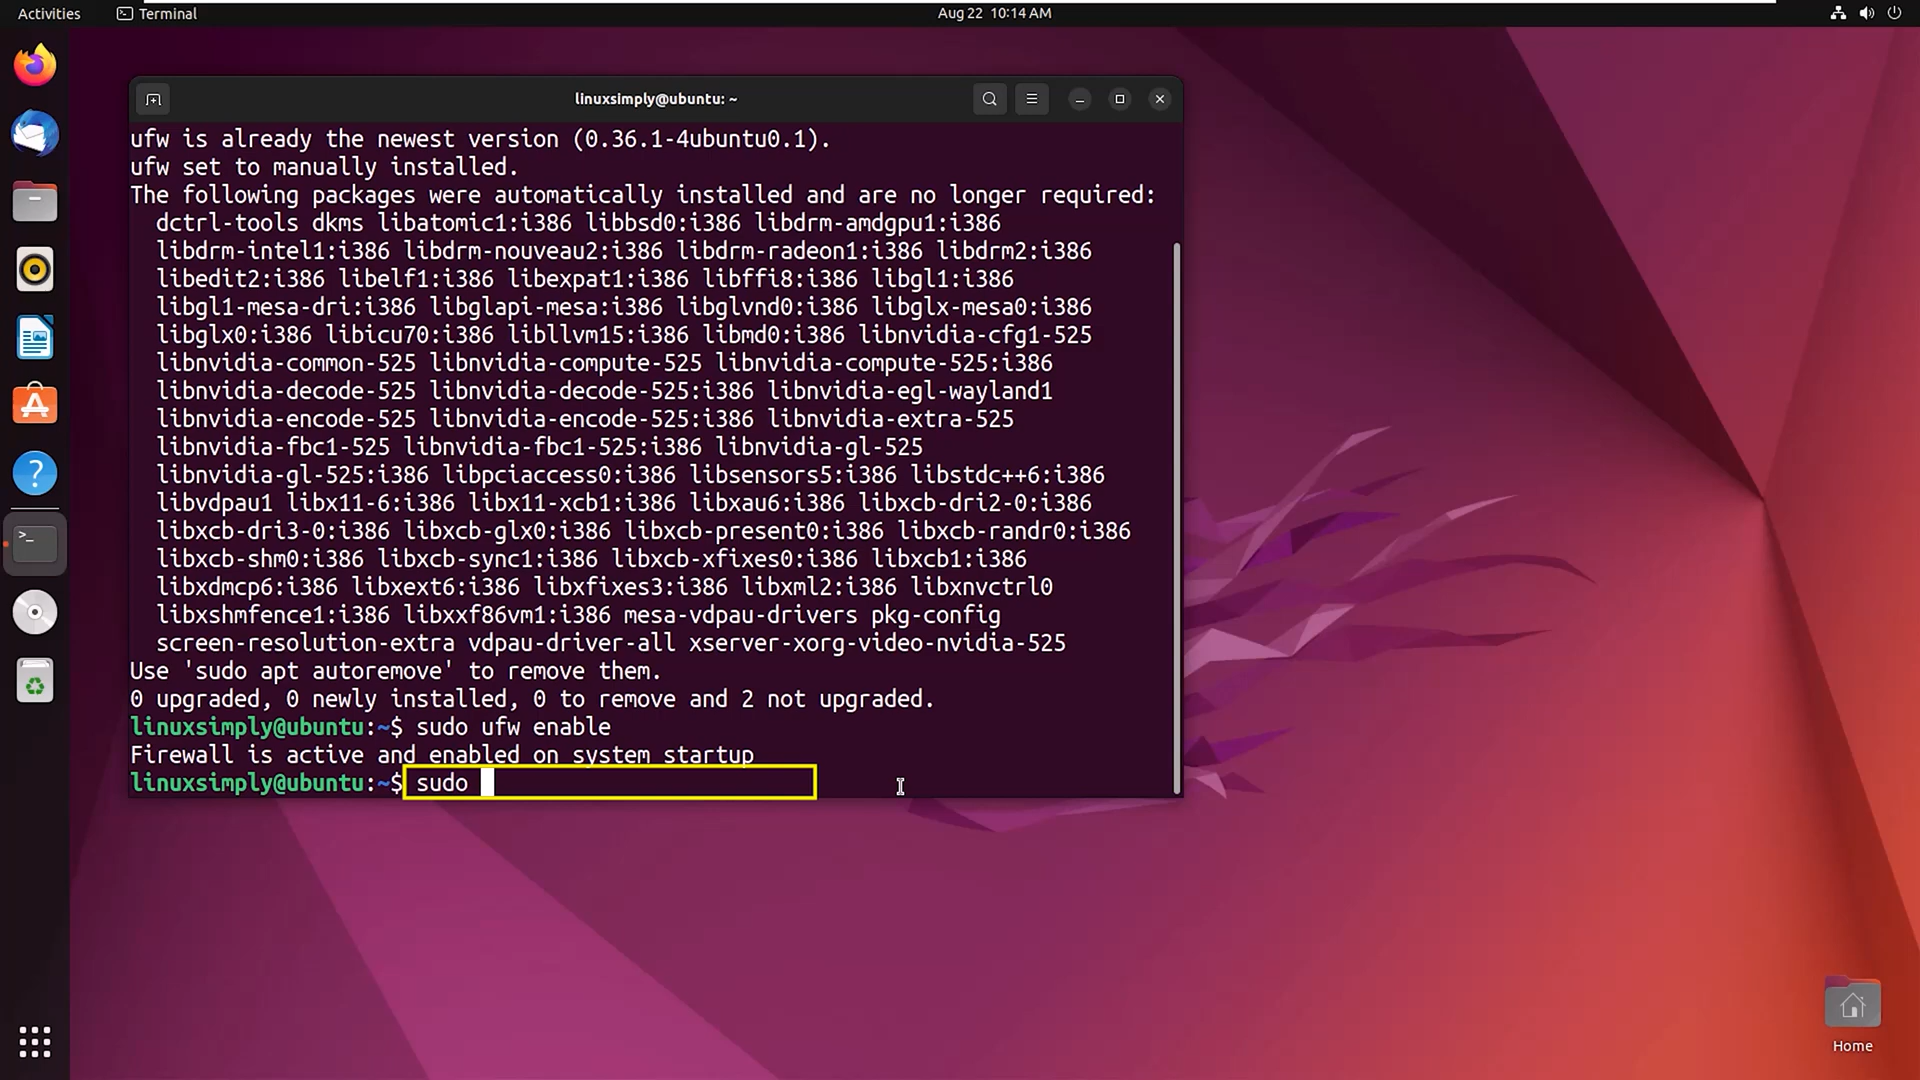 Activities Terminal Aug 22 10:14 AM
linuxsimply@ubuntu: ~
ufw is already the newest version (0.36.1-4ubuntu0.1).
ufw set to manually installed.
The following packages were automatically installed and are no longer required:
dctrl-tools dkms libatomic1:i386 libbsd0:i386 libdrm-amdgpu1:i386
libdrm-intel1:i386 libdrm-nouveau2:i386 libdrm-radeon1:i386 libdrm2:i386
libedit2:i386 libelf1:i386 libexpat1:i386 libffi8:i386 libgl1:i386
libgl1-mesa-dri:i386 libglapi-mesa:i386 libglvnd0:i386 libglx-mesa0:i386
libglx0:i386 libicu70:i386 libllvm15:i386 libmd0:i386 libnvidia-cfg1-525
libnvidia-common-525 libnvidia-compute-525 libnvidia-compute-525:i386
libnvidia-decode-525 libnvidia-decode-525:i386 libnvidia-egl-wayland1
libnvidia-encode-525 libnvidia-encode-525:i386 libnvidia-extra-525
libnvidia-fbc1-525 libnvidia-fbc1-525:i386 libnvidia-gl-525
libnvidia-gl-525:i386 libpciaccess0:i386 libsensors5:i386 libstdc++6:i386
libvdpau1 libx11-6:i386 libx11-xcb1:i386 libxau6:i386 libxcb-dri2-0:i386
libxcb-dri3-0:i386 libxcb-glx0:i386 libxcb-present0:i386 libxcb-randr0:i386
libxcb-shm0:i386 libxcb-sync1:i386 libxcb-xfixes0:i386 libxcb1:i386
libxdmcp6:i386 libxext6:i386 libxfixes3:i386 libxml2:i386 libxnvctrl0
libxshmfence1:i386 libxxf86vm1:i386 mesa-vdpau-drivers pkg-config
screen-resolution-extra vdpau-driver-all xserver-xorg-video-nvidia-525
Use 'sudo apt autoremove' to remove them.
0 upgraded, 0 newly installed, 0 to remove and 2 not upgraded.
linuxsimply@ubuntu:~$ sudo ufw enable
Firewall is active and enabled on system startup
linuxsimply@ubuntu:~$ sudo
Home